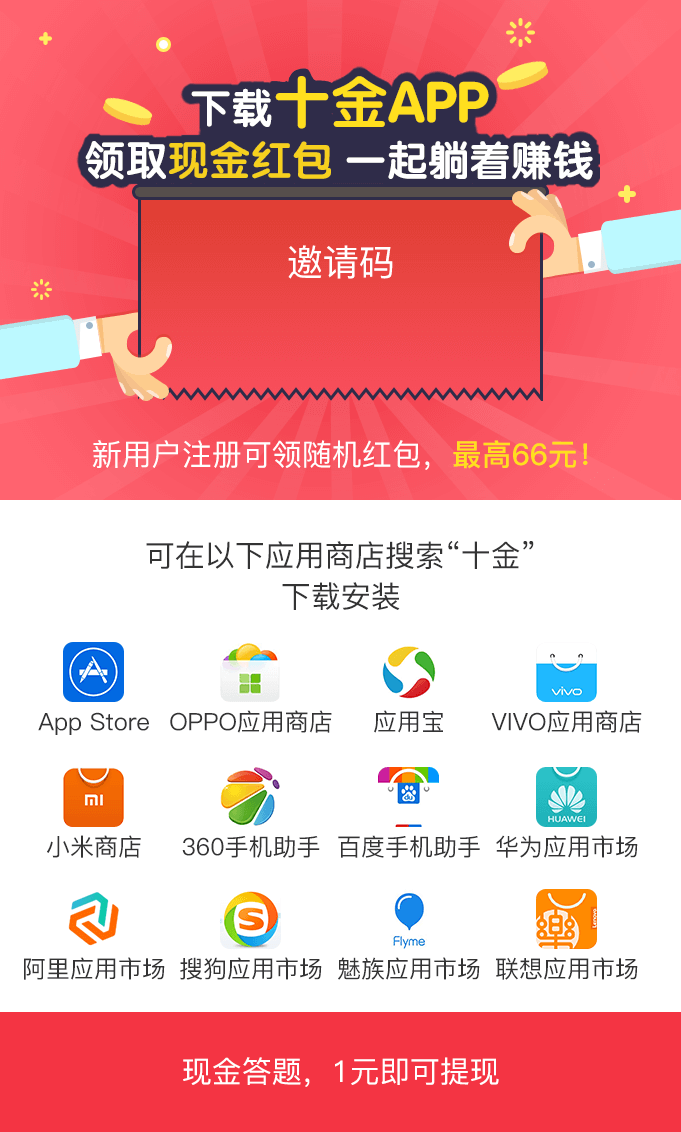 下载十金APP
领取现金红包 一起躺着赚钱
邀请码
新用户注册可领随机红包，最高66元！
可在以下应用商店搜索“十金”
下载安装
vivo
App Store OPPO应用商店 应用宝 VIVO应用商店
mi HUAWEI
小米商店 360手机助手 百度手机助手 华为应用市场
S Flyme 樂 Lenovo
阿里应用市场 搜狗应用市场 魅族应用市场 联想应用市场
现金答题，1元即可提现